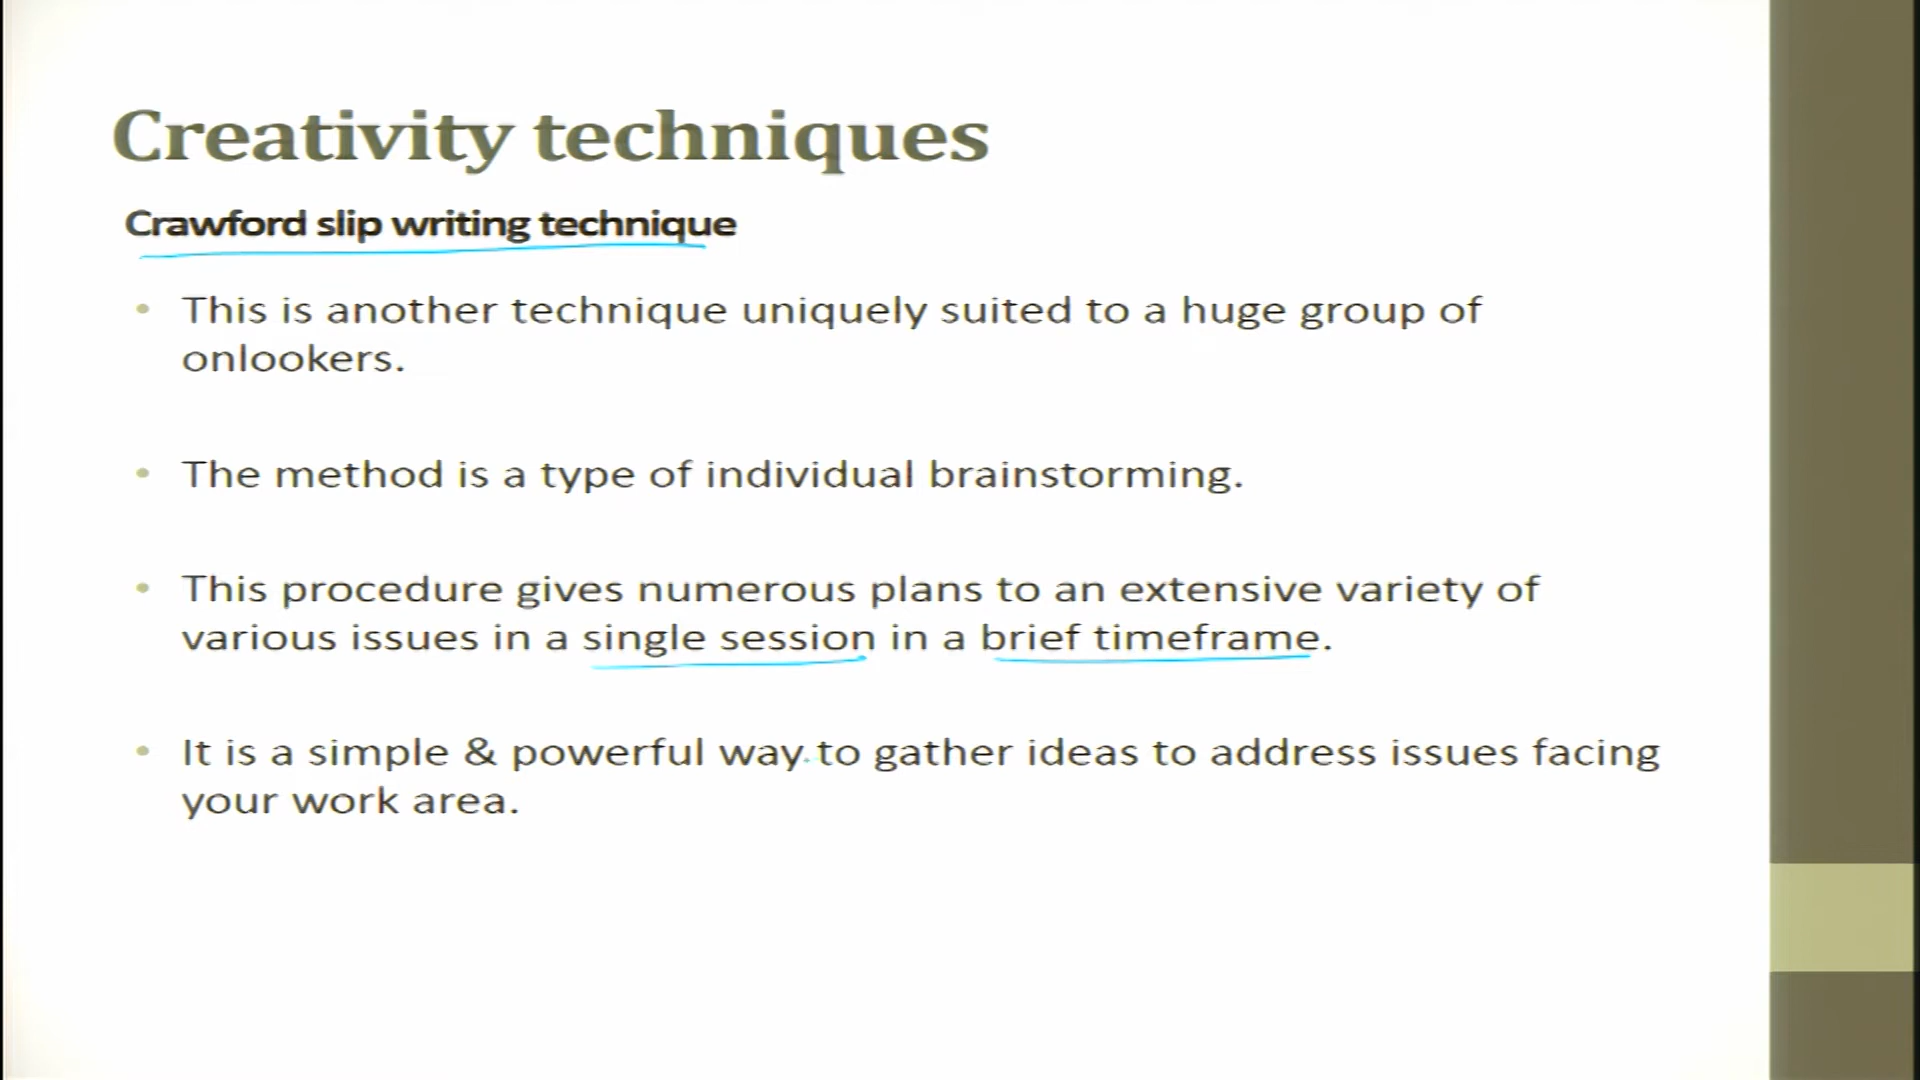 Creativity techniques
Crawford slip writing technique
• This is another technique uniquely suited to a huge group of
onlookers.
• The method is a type of individual brainstorming.
• This procedure gives numerous plans to an extensive variety of
various issues in a single session in a brief timeframe.
• It is a simple & powerful way to gather ideas to address issues facing
your work area.